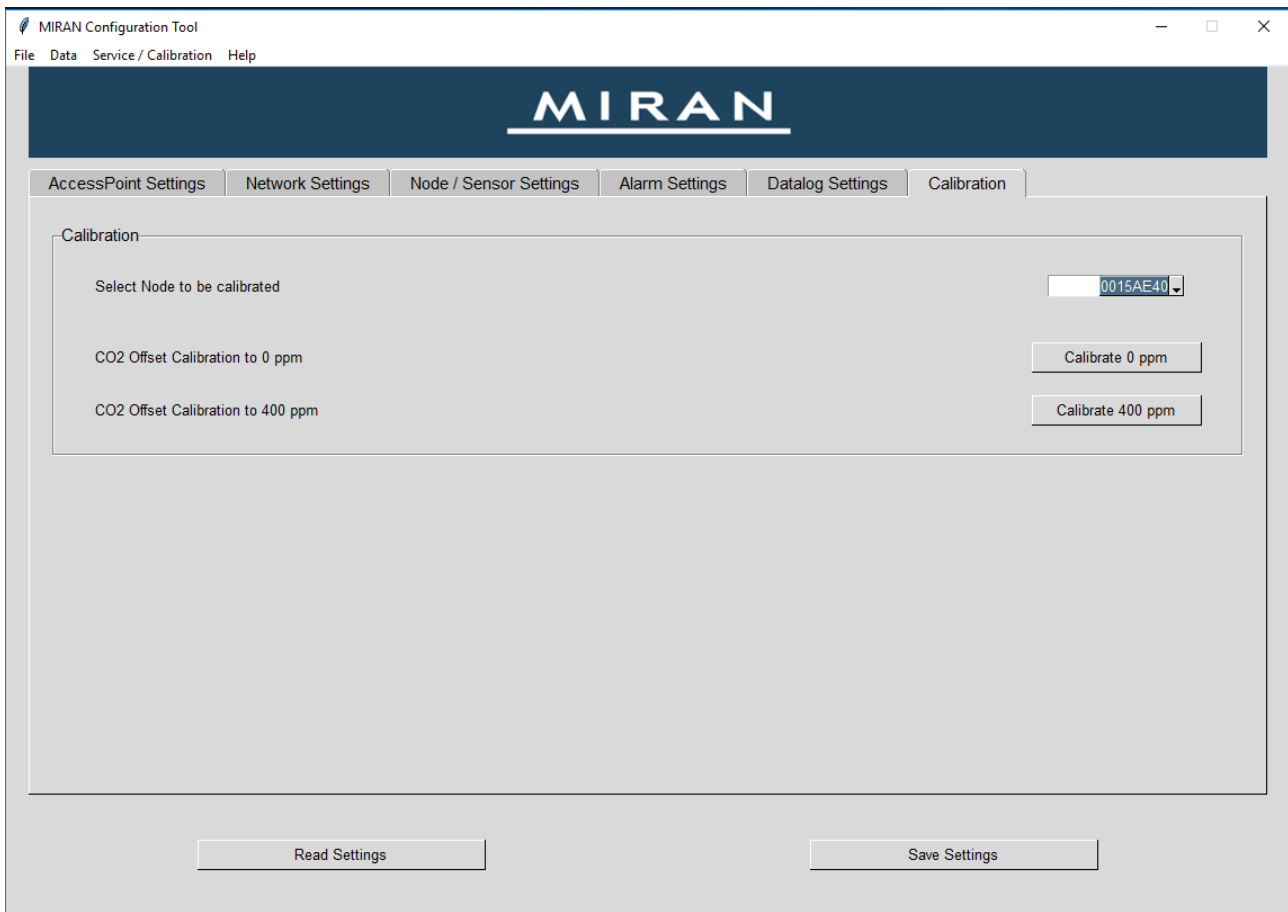 MIRAN Configuration Tool
File Data Service / Calibration Help
MIRAN
AccessPoint Settings Network Settings Node / Sensor Settings Alarm Settings Datalog Settings Calibration
Calibration
Select Node to be calibrated 0015AE40
CO2 Offset Calibration to 0 ppm Calibrate 0 ppm
CO2 Offset Calibration to 400 ppm Calibrate 400 ppm
Read Settings Save Settings